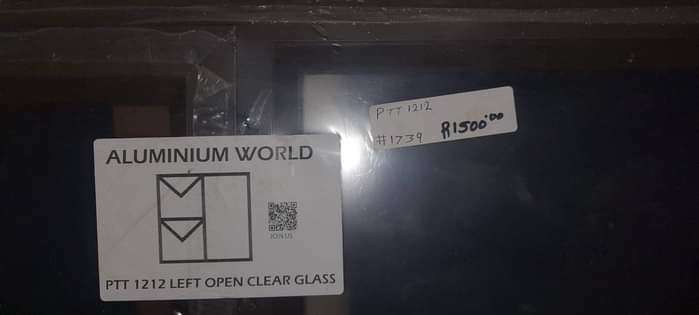 PTT 1212
#1739 R1500.00
ALUMINIUM WORLD
JOIN US
PTT 1212 LEFT OPEN CLEAR GLASS